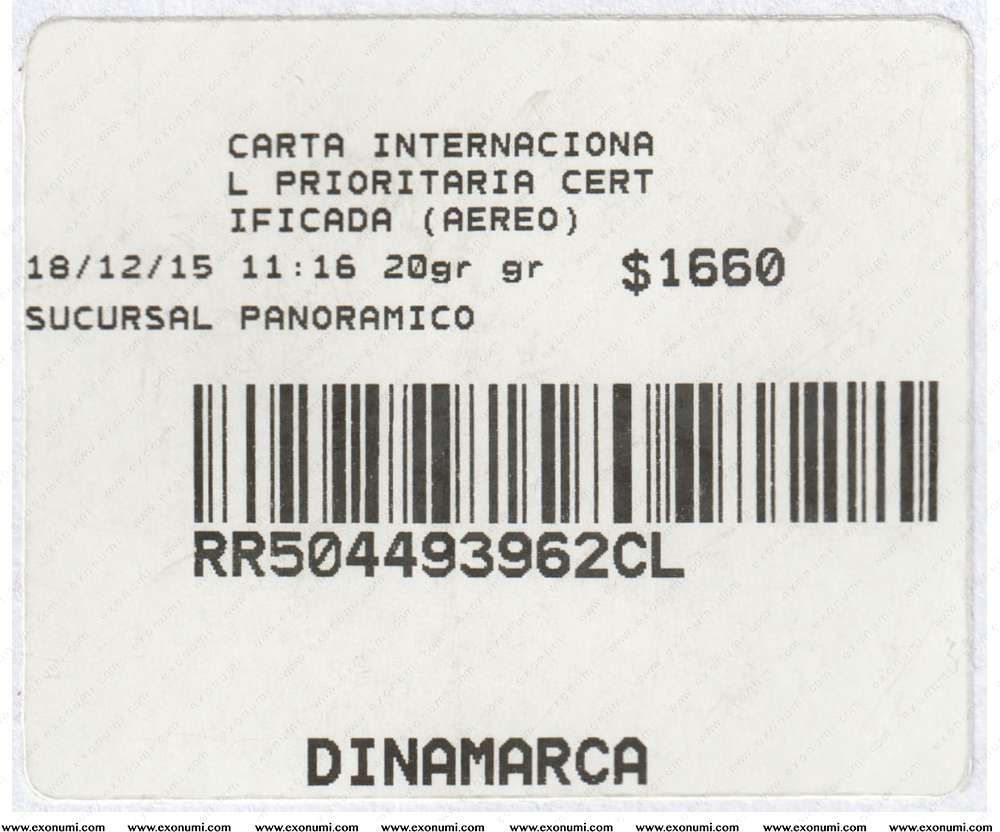 CARTA INTERNACIONA
L PRIORITARIA CERT
IFICADA (AEREO)
18/12/15 11:16 20gr gr $1660
SUCURSAL PANORAMICO
RR504493962CL
DINAMARCA
www.exonumi.com www.exonumi.com www.exonumi.com www.exonumi.com www.exonumi.com www.exonumi.com www.exonumi.com www.exonumi.com